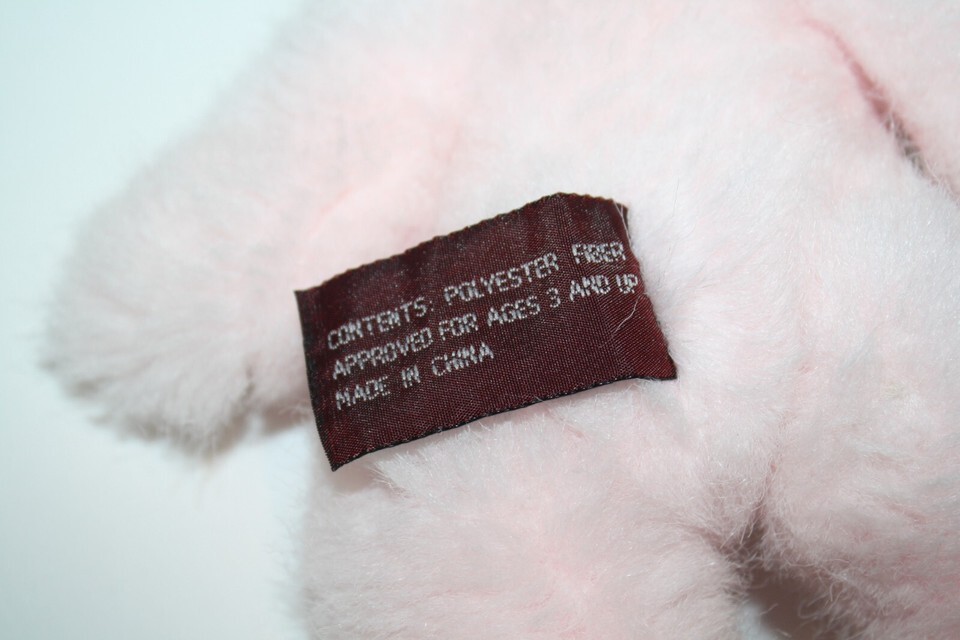 CONTENTS: POLYESTER FIBER
APPROVED FOR AGES 3 AND UP
MADE IN CHINA